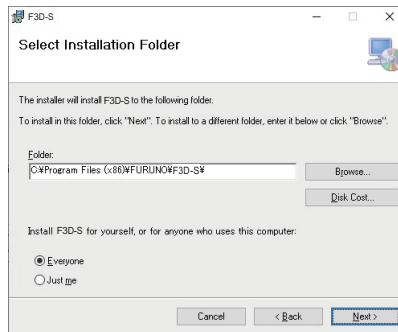 F3D-S
Select Installation Folder
The installer will install F3D-S to the following folder.
To install in this folder, click "Next". To install to a different folder, enter it below or click "Browse".
Folder:
C:¥Program Files (x86)¥FURUNO¥F3D-S¥
Browse...
Disk Cost...
Install F3D-S for yourself, or for anyone who uses this computer:
Everyone
Just me
Cancel
< Back
Next >